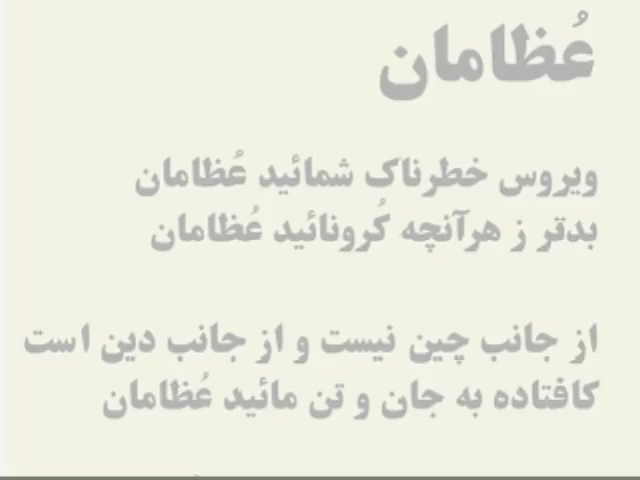 عُظامان
ویروس خطرناک شمائید عُظامان
بدتر ز هرآنچه کُرونائید عُظامان
از جانب چین نیست و از جانب دین است
کافتاده به جان و تن مائید عُظامان